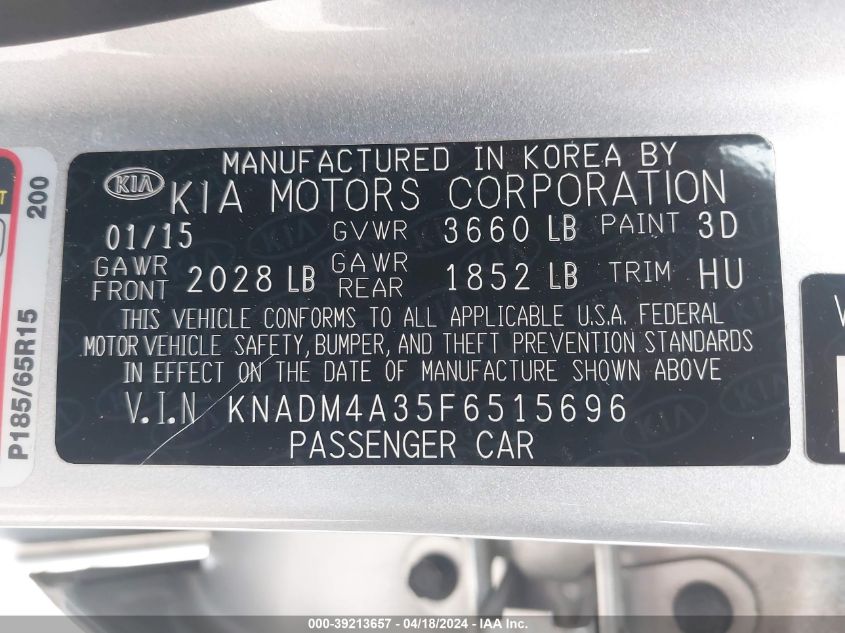 MANUFACTURED IN KOREA BY
KIA KIA MOTORS CORPORATION
01/15 GVWR 3660 LB PAINT 3D
GAWR FRONT 2028 LB GAWR REAR 1852 LB TRIM HU
THIS VEHICLE CONFORMS TO ALL APPLICABLE U.S.A. FEDERAL
MOTOR VEHICLE SAFETY, BUMPER, AND THEFT PREVENTION STANDARDS
IN EFFECT ON THE DATE OF MANUFACTURE SHOWN ABOVE
V.I.N KNADM4A35F6515696
PASSENGER CAR
P185/65R15 200
000-39213657 - 04/18/2024 - IAA Inc.